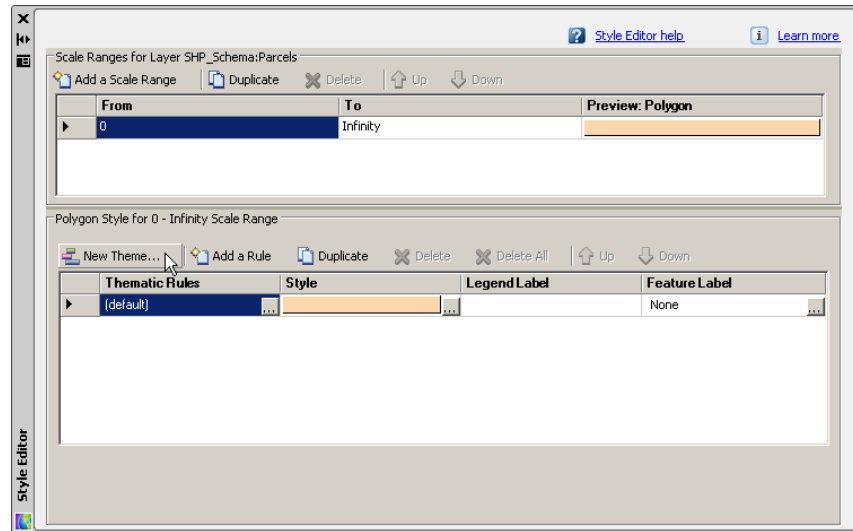 Style Editor help
i Learn more
Scale Ranges for Layer SHP_Schema:Parcels
Add a Scale Range Duplicate Delete Up Down
From To Preview: Polygon
0 Infinity
Polygon Style for 0 - Infinity Scale Range
New Theme... Add a Rule Duplicate Delete Delete All Up Down
Thematic Rules Style Legend Label Feature Label
(default) ... ... None ...
Style Editor